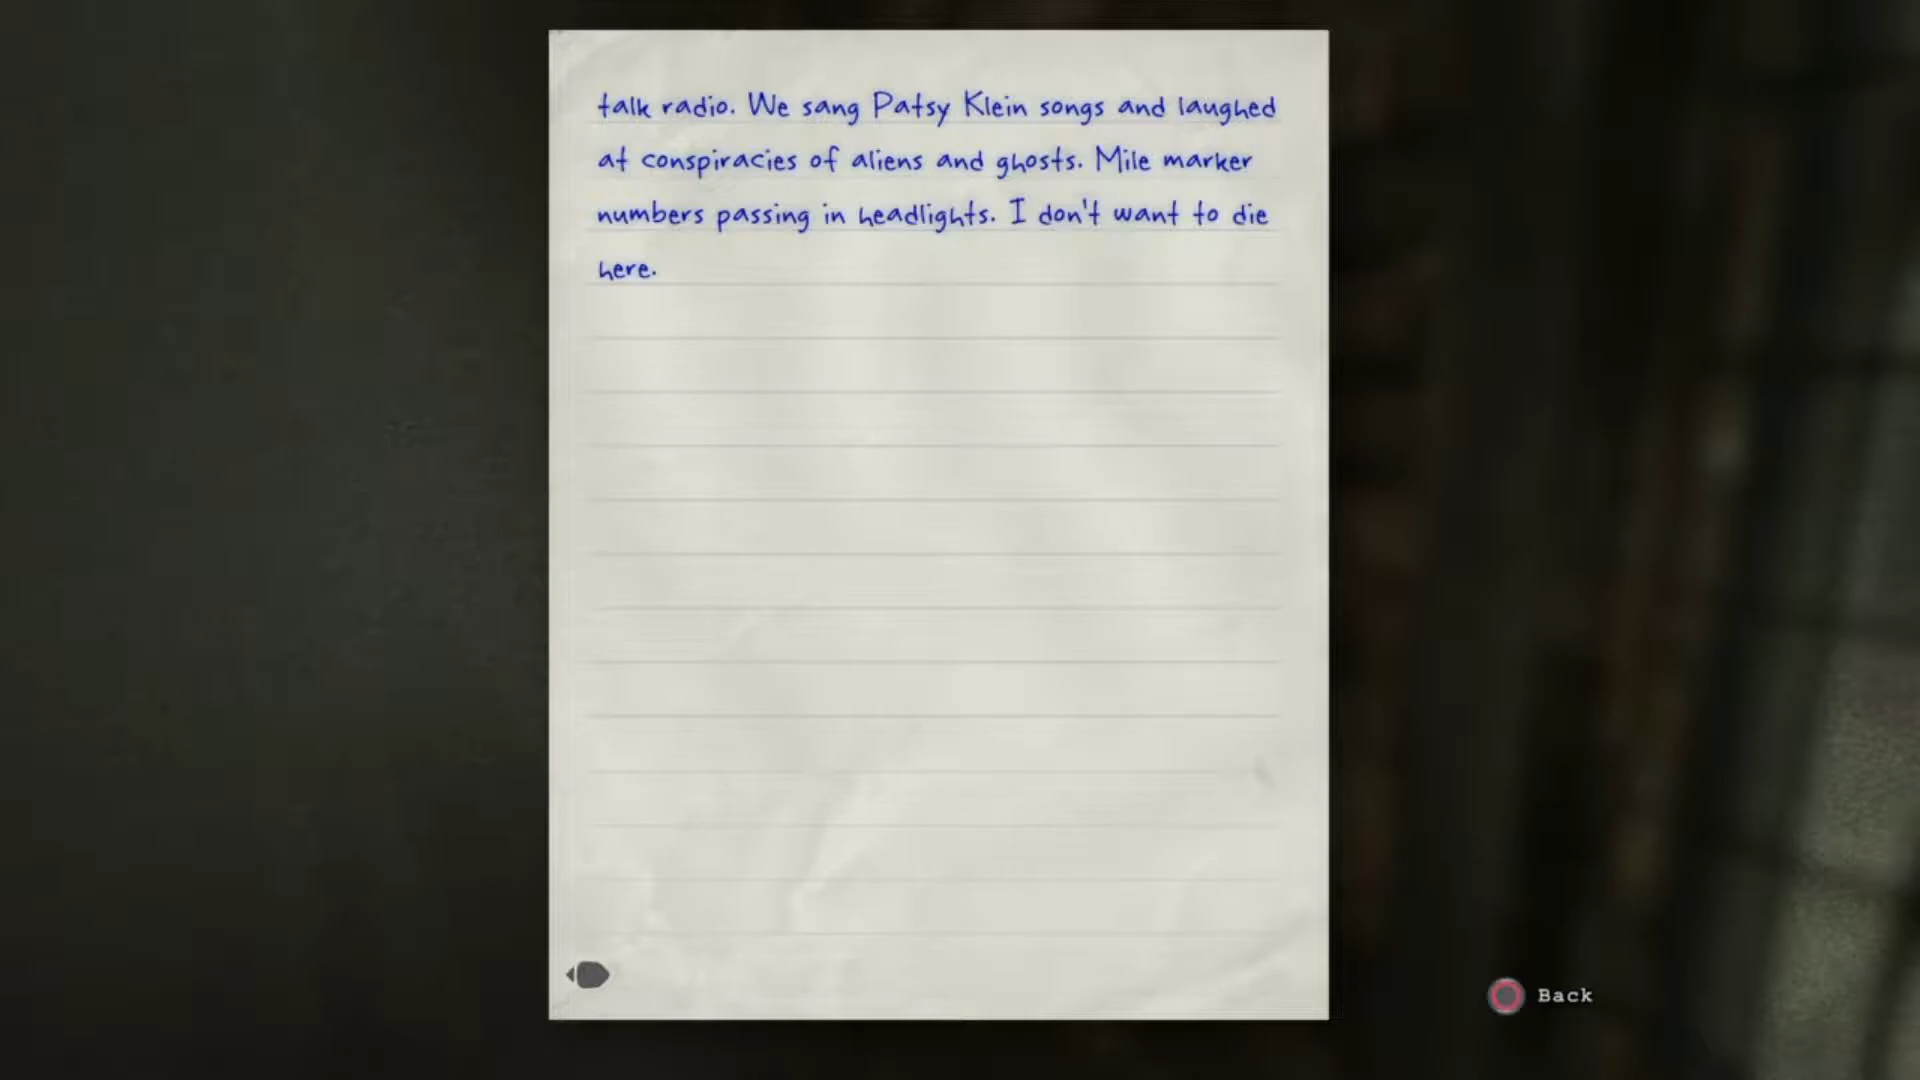 talk radio. We sang Patsy Klein songs and laughed
at conspiracies of aliens and ghosts. Mile marker
numbers passing in headlights. I don't want to die
here.
Back